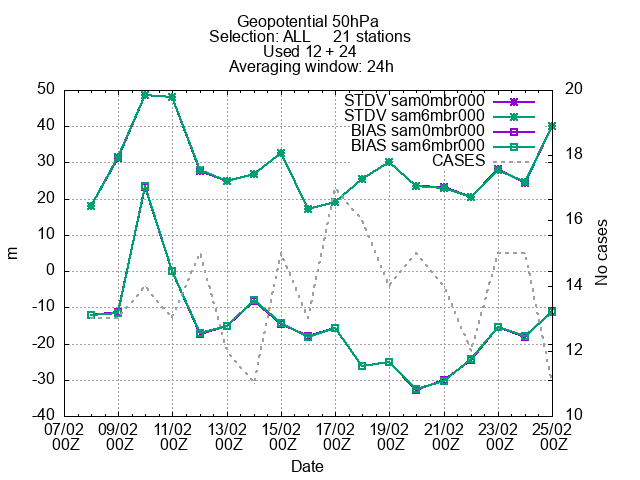 Geopotential 50hPa
Selection: ALL 21 stations
Used 12 + 24
Averaging window: 24h
STDV sam0mbr000
STDV sam6mbr000
BIAS sam0mbr000
BIAS sam6mbr000
CASES
50
40
30
20
10
0
-10
-20
-30
-40
m
20
18
16
14
12
10
No cases
07/02 09/02 11/02 13/02 15/02 17/02 19/02 21/02 23/02 25/02
00Z 00Z 00Z 00Z 00Z 00Z 00Z 00Z 00Z 00Z
Date